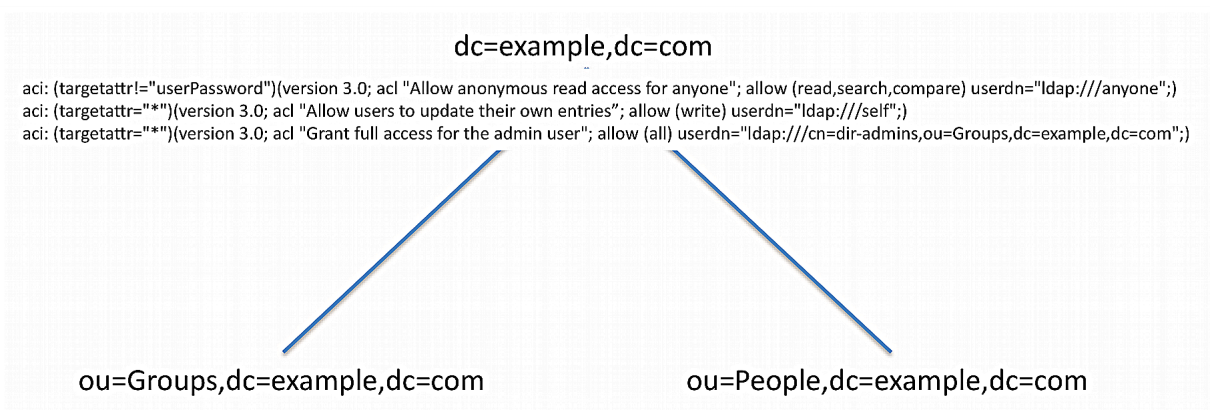 dc=example,dc=com
aci: (targetattr!="userPassword")(version 3.0; acl "Allow anonymous read access for anyone"; allow (read,search,compare) userdn="ldap:///anyone";)
aci: (targetattr="*")(version 3.0; acl "Allow users to update their own entries”; allow (write) userdn="ldap:///self";)
aci: (targetattr="*")(version 3.0; acl "Grant full access for the admin user"; allow (all) userdn="ldap://cn=dir-admins,ou=Groups,dc=example,dc=com";)
ou=Groups,dc=example,dc=com
ou=People,dc=example,dc=com